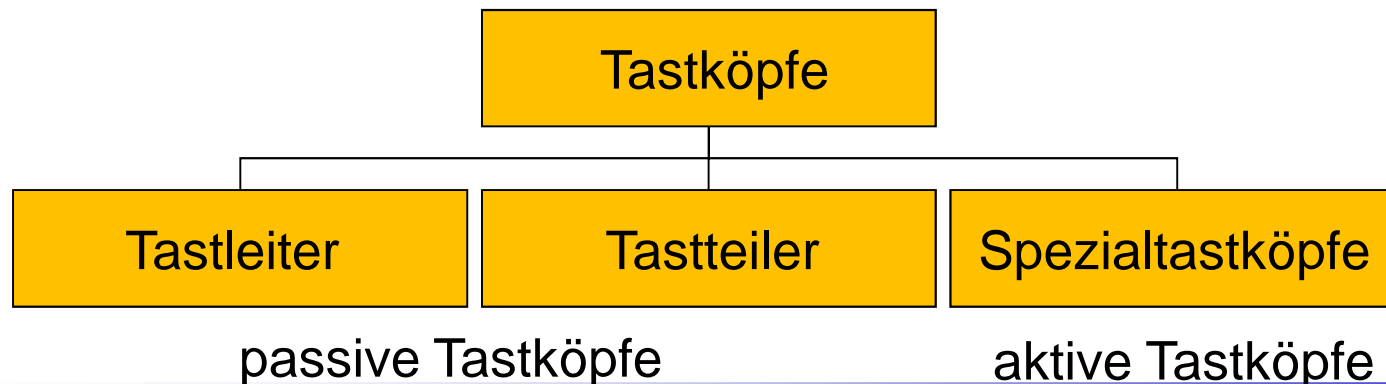 Tastköpfe
Tastleiter
Tastteiler
Spezialtastköpfe
passive Tastköpfe
aktive Tastköpfe